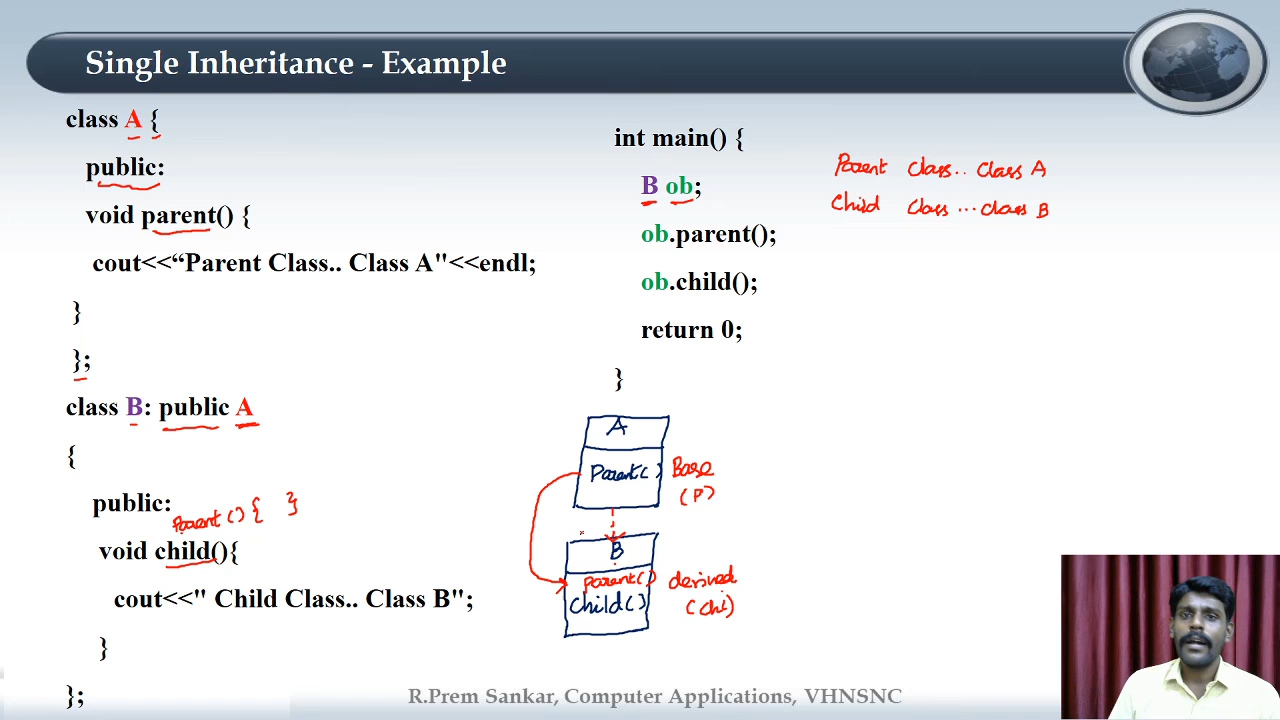 Single Inheritance - Example
class A {
public:
void parent() {
cout<<“Parent Class.. Class A"<<endl;
}
};
class B: public A
{
public:
Parent() { }
void child(){
cout<<" Child Class.. Class B";
}
};
int main() {
B ob;
ob.parent();
ob.child();
return 0;
}
Parent Class.. Class A
Child Class... Class B
A
Parent()
Base
(P)
B
parent()
child()
derived
(chi)
R.Prem Sankar, Computer Applications, VHNSNC